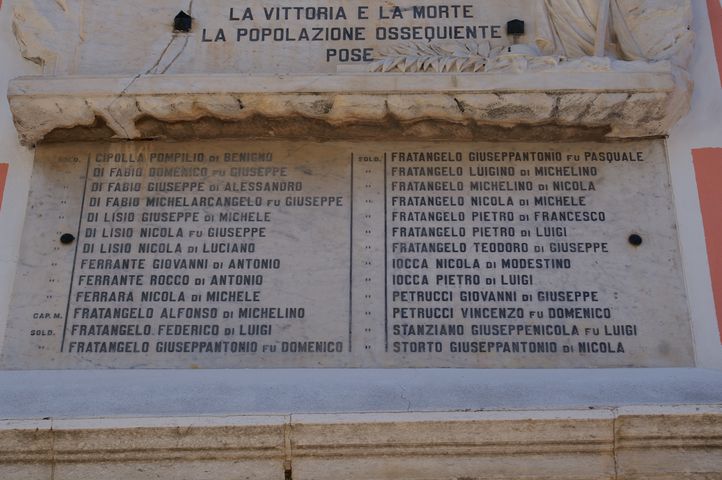 LA VITTORIA E LA MORTE
LA POPOLAZIONE OSSEQUIENTE
POSE
SOLD. CIPOLLA POMPILIO DI BENIGNO
" DI FABIO DOMENICO FU GIUSEPPE
" DI FABIO GIUSEPPE DI ALESSANDRO
" DI FABIO MICHELARCANGELO FU GIUSEPPE
" DI LISIO GIUSEPPE DI MICHELE
" DI LISIO NICOLA FU GIUSEPPE
" DI LISIO NICOLA DI LUCIANO
" FERRANTE GIOVANNI DI ANTONIO
" FERRANTE ROCCO DI ANTONIO
" FERRARA NICOLA DI MICHELE
CAP. M. FRATANGELO ALFONSO DI MICHELINO
SOLD. FRATANGELO FEDERICO DI LUIGI
" FRATANGELO GIUSEPPANTONIO FU DOMENICO
SOLD. FRATANGELO GIUSEPPANTONIO FU PASQUALE
" FRATANGELO LUIGINO DI MICHELINO
" FRATANGELO MICHELINO DI NICOLA
" FRATANGELO NICOLA DI MICHELE
" FRATANGELO PIETRO DI FRANCESCO
" FRATANGELO PIETRO DI LUIGI
" FRATANGELO TEODORO DI GIUSEPPE
" IOCCA NICOLA DI MODESTINO
" IOCCA PIETRO DI LUIGI
" PETRUCCI GIOVANNI DI GIUSEPPE
" PETRUCCI VINCENZO FU DOMENICO
" STANZIANO GIUSEPPENICOLA FU LUIGI
" STORTO GIUSEPPANTONIO DI NICOLA